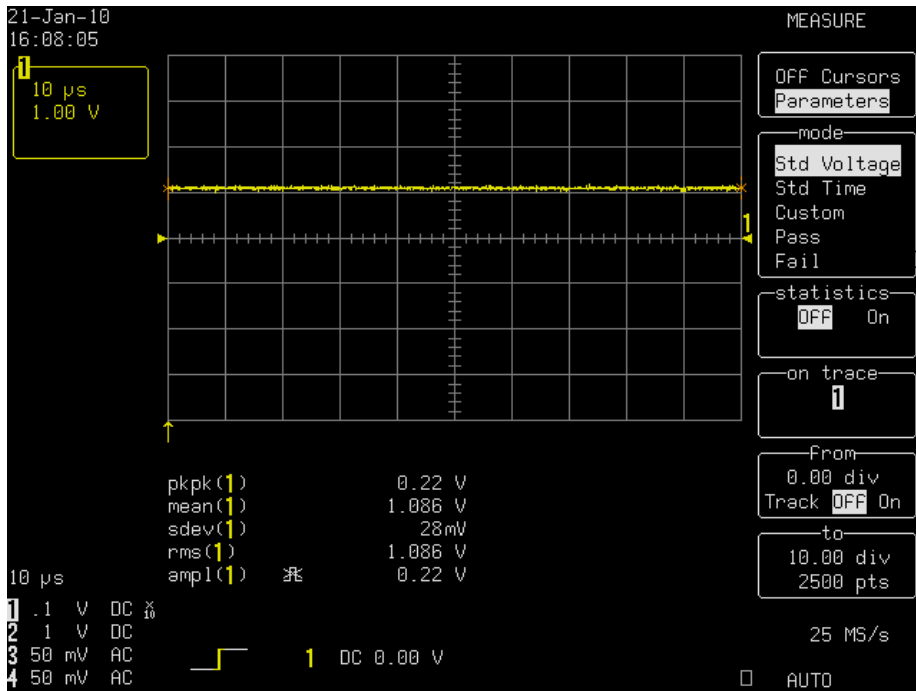 21-Jan-10
16:08:05
MEASURE
1
10 µs
1.00 V
OFF Cursors
Parameters
mode
Std Voltage
Std Time
Custom
Pass
Fail
1
statistics
OFF On
on trace
1
from
0.00 div
Track OFF On
to
10.00 div
2500 pts
pkpk(1) 0.22 V
mean(1) 1.086 V
sdev(1) 28mV
rms(1) 1.086 V
ampl(1) 0.22 V
10 µs
1 .1 V DC X10
2 1 V DC
3 50 mV AC
4 50 mV AC
1 DC 0.00 V
25 MS/s
AUTO